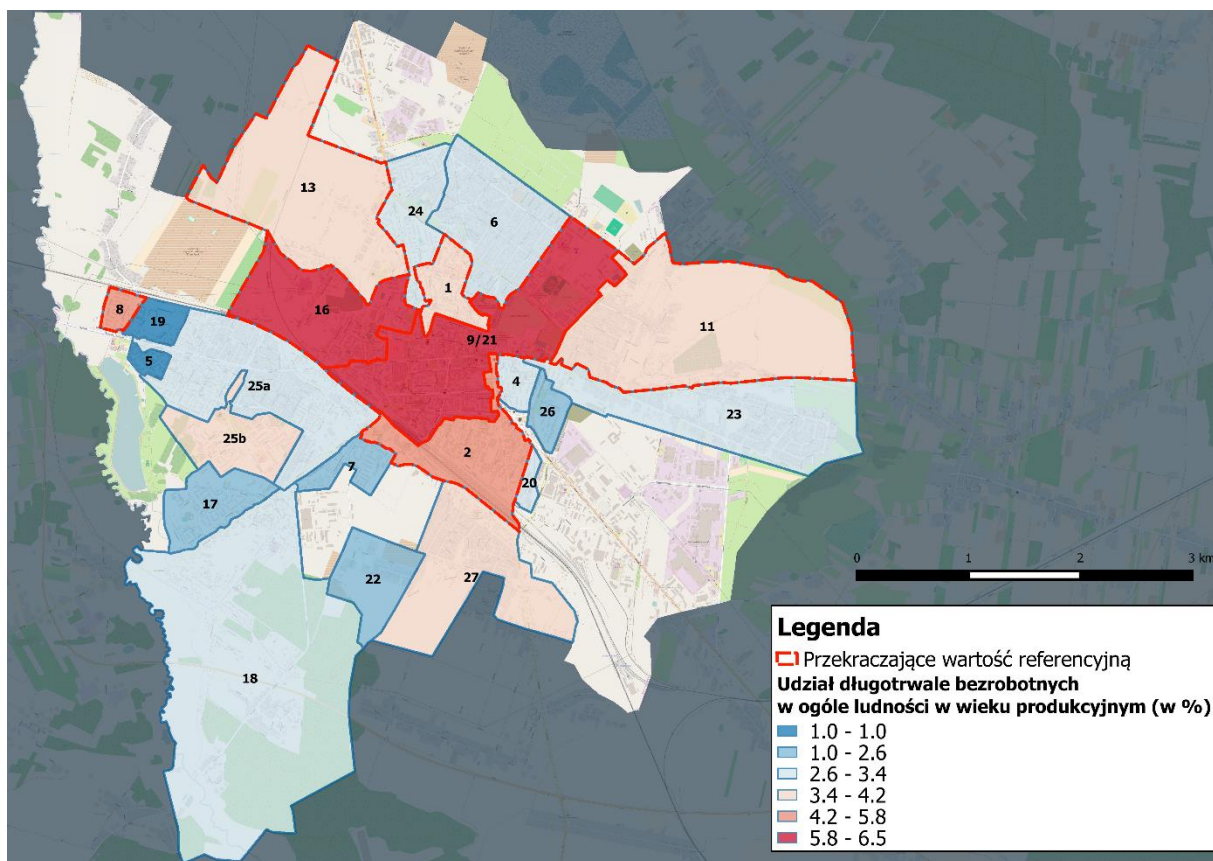 13
24
6
1
8
19
16
11
9/21
5
25a
4
26
23
25b
2
7
20
17
22
27
18
0 1 2 3 km
Legenda
Przekraczające wartość referencyjną
Udział długotrwale bezrobotnych
w ogóle ludności w wieku produkcyjnym (w %)
1.0 - 1.0
1.0 - 2.6
2.6 - 3.4
3.4 - 4.2
4.2 - 5.8
5.8 - 6.5